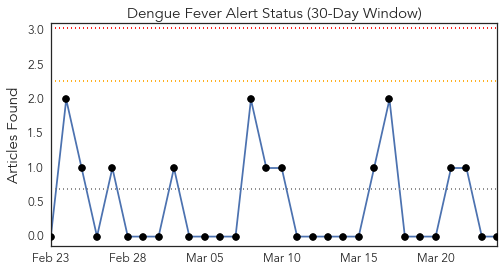 Dengue Fever Alert Status (30-Day Window)
Articles Found
3.0
2.5
2.0
1.5
1.0
0.5
0.0
Feb 23 Feb 28 Mar 05 Mar 10 Mar 15 Mar 20